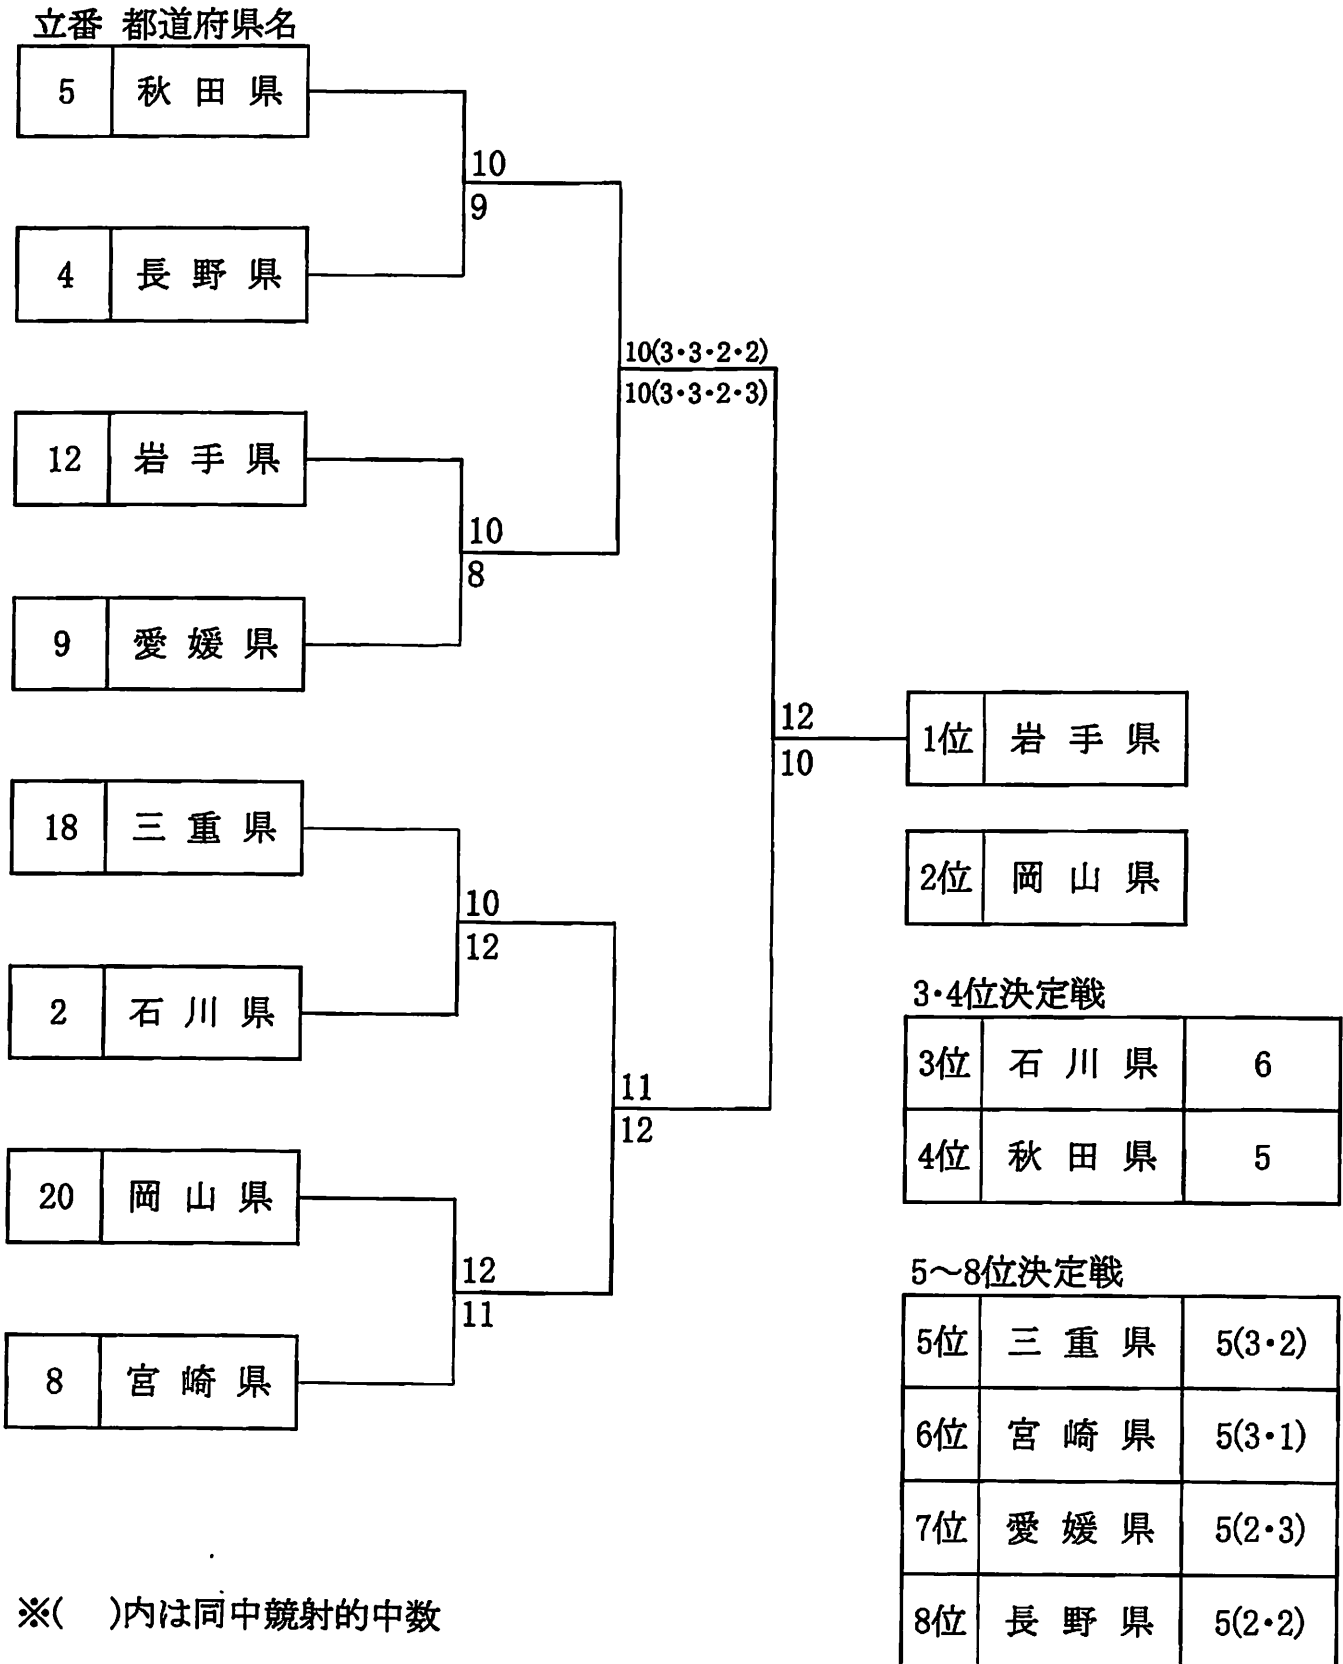 立番 都道府県名
5 秋田県
10
9
4 長野県
10(3・3・2・2)
10(3・3・2・3)
12 岩手県
10
8
9 愛媛県
12
10
18 三重県
10
12
2 石川県
11
12
20 岡山県
12
11
8 宮崎県
1位 岩手県
2位 岡山県
3・4位決定戦
3位 石川県 6
4位 秋田県 5
5～8位決定戦
5位 三重県 5(3・2)
6位 宮崎県 5(3・1)
7位 愛媛県 5(2・3)
8位 長野県 5(2・2)
※(　)内は同中競射的中数